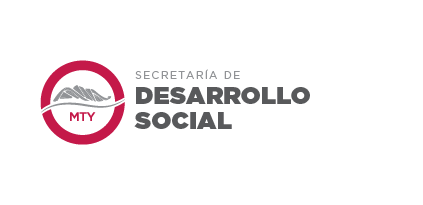 MTY
SECRETARÍA DE
DESARROLLO
SOCIAL